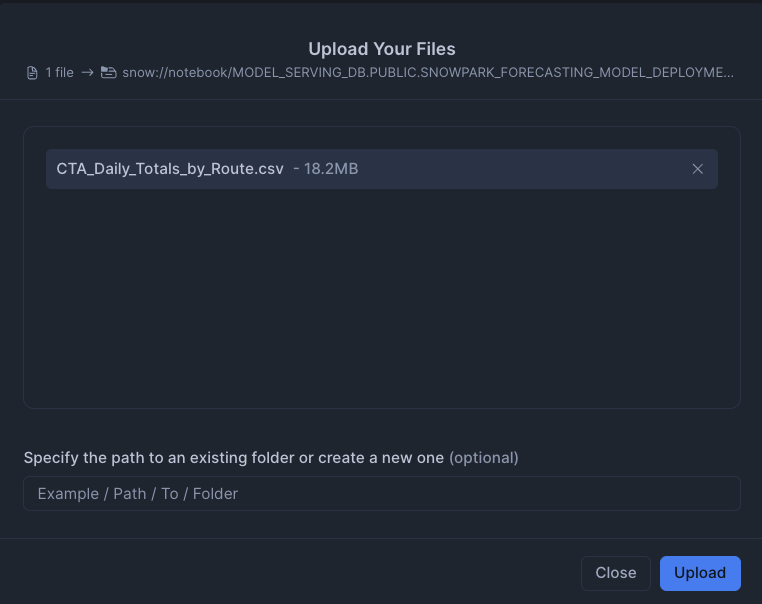 Upload Your Files
1 file → snow://notebook/MODEL_SERVING_DB.PUBLIC.SNOWPARK_FORECASTING_MODEL_DEPLOYME...
CTA_Daily_Totals_by_Route.csv - 18.2MB
Specify the path to an existing folder or create a new one (optional)
Example / Path / To / Folder
Close Upload